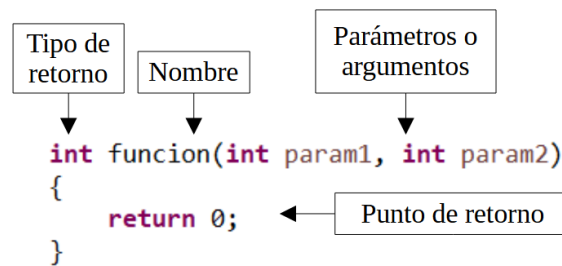 Tipo de
retorno
Nombre
Parámetros o
argumentos
int funcion(int param1, int param2)
{
return 0;
Punto de retorno
}